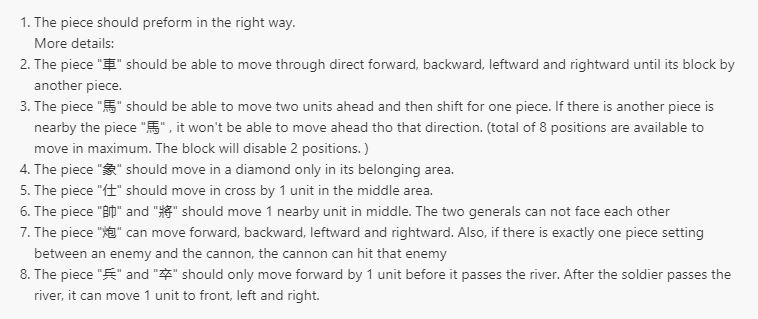 1. The piece should preform in the right way.
More details:
2. The piece "車" should be able to move through direct forward, backward, leftward and rightward until its block by
another piece.
3. The piece "馬" should be able to move two units ahead and then shift for one piece. If there is another piece is
nearby the piece "馬" , it won't be able to move ahead tho that direction. (total of 8 positions are available to
move in maximum. The block will disable 2 positions. )
4. The piece "象" should move in a diamond only in its belonging area.
5. The piece "仕" should move in cross by 1 unit in the middle area.
6. The piece "帥" and "將" should move 1 nearby unit in middle. The two generals can not face each other
7. The piece "炮" can move forward, backward, leftward and rightward. Also, if there is exactly one piece setting
between an enemy and the cannon, the cannon can hit that enemy
8. The piece "兵" and "卒" should only move forward by 1 unit before it passes the river. After the soldier passes the
river, it can move 1 unit to front, left and right.